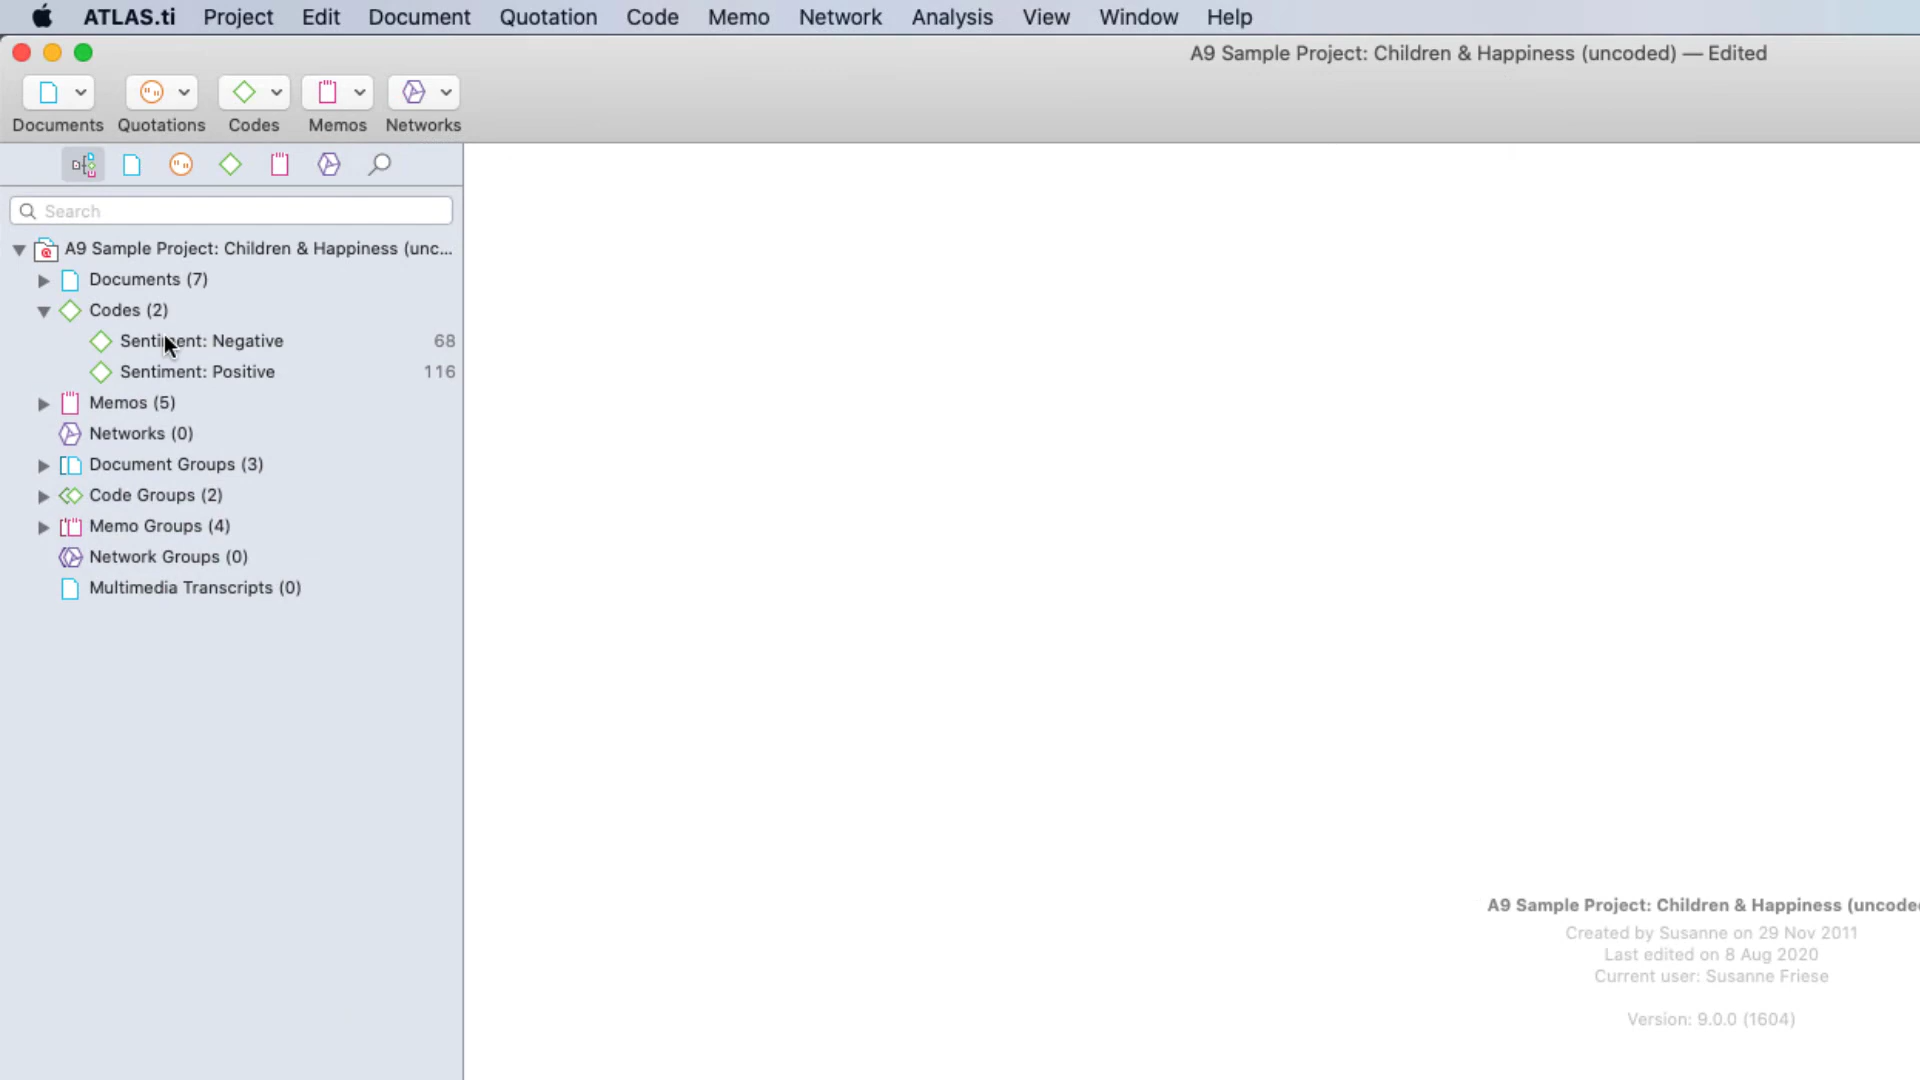 ATLAS.ti Project Edit Document Quotation Code Memo Network Analysis View Window Help
A9 Sample Project: Children & Happiness (uncoded) — Edited
Documents Quotations Codes Memos Networks
Search
A9 Sample Project: Children & Happiness (unc...
Documents (7)
Codes (2)
Sentiment: Negative 68
Sentiment: Positive 116
Memos (5)
Networks (0)
Document Groups (3)
Code Groups (2)
Memo Groups (4)
Network Groups (0)
Multimedia Transcripts (0)
A9 Sample Project: Children & Happiness (uncode
Created by Susanne on 29 Nov 2011
Last edited on 8 Aug 2020
Current user: Susanne Friese
Version: 9.0.0 (1604)